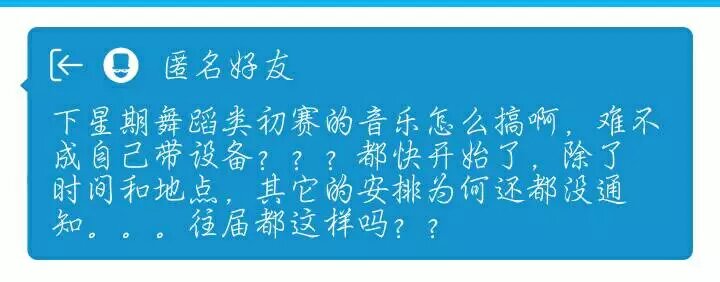 匿名好友
下星期舞蹈类初赛的音乐怎么搞啊，难不
成自己带设备？？？都快开始了，除了
时间和地点，其它的安排为何还都没通
知。。。往届都这样吗？？